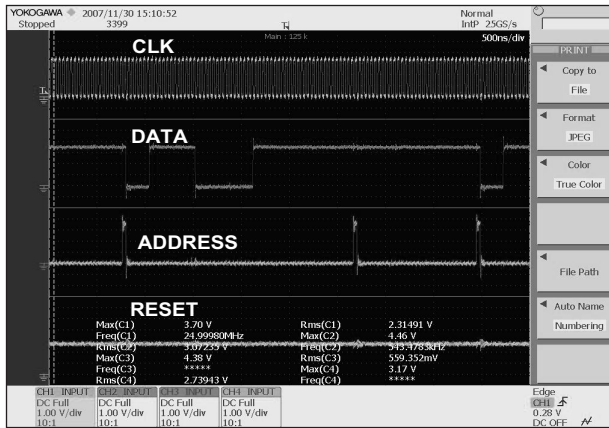 YOKOGAWA 2007/11/30 15:10:52 Normal
Stopped 3399 IntP 25GS/s
Main : 125 k 500ns/div
CLK
DATA
ADDRESS
RESET
Max(C1) 3.70 V Rms(C1) 2.31491 V
Freq(C1) 24.99980MHz Max(C2) 4.46 V
Rms(C2) 3.07235 V Freq(C2) 343.4783kHz
Max(C3) 4.38 V Rms(C3) 559.352mV
Freq(C3) ***** Max(C4) 3.17 V
Rms(C4) 2.73943 V Freq(C4) *****
CH1 INPUT CH2 INPUT CH3 INPUT CH4 INPUT
DC Full DC Full DC Full DC Full
1.00 V/div 1.00 V/div 1.00 V/div 1.00 V/div
10:1 10:1 10:1 10:1
Edge
CH1
0.28 V
DC OFF
PRINT
Copy to
File
Format
JPEG
Color
True Color
File Path
Auto Name
Numbering